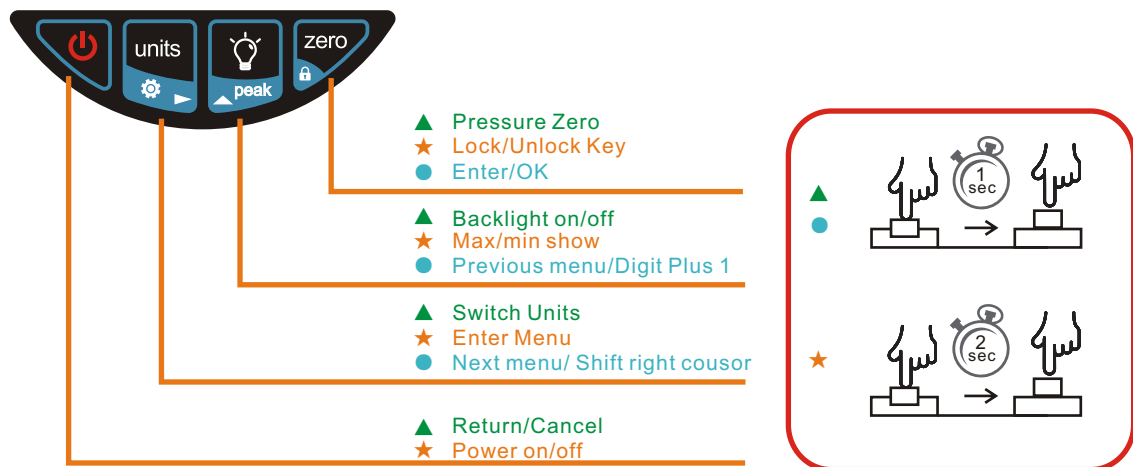 units
zero
peak
Pressure Zero
Lock/Unlock Key
Enter/OK
Backlight on/off
Max/min show
Previous menu/Digit Plus 1
Switch Units
Enter Menu
Next menu/ Shift right cousor
Return/Cancel
Power on/off
1
sec
2
sec